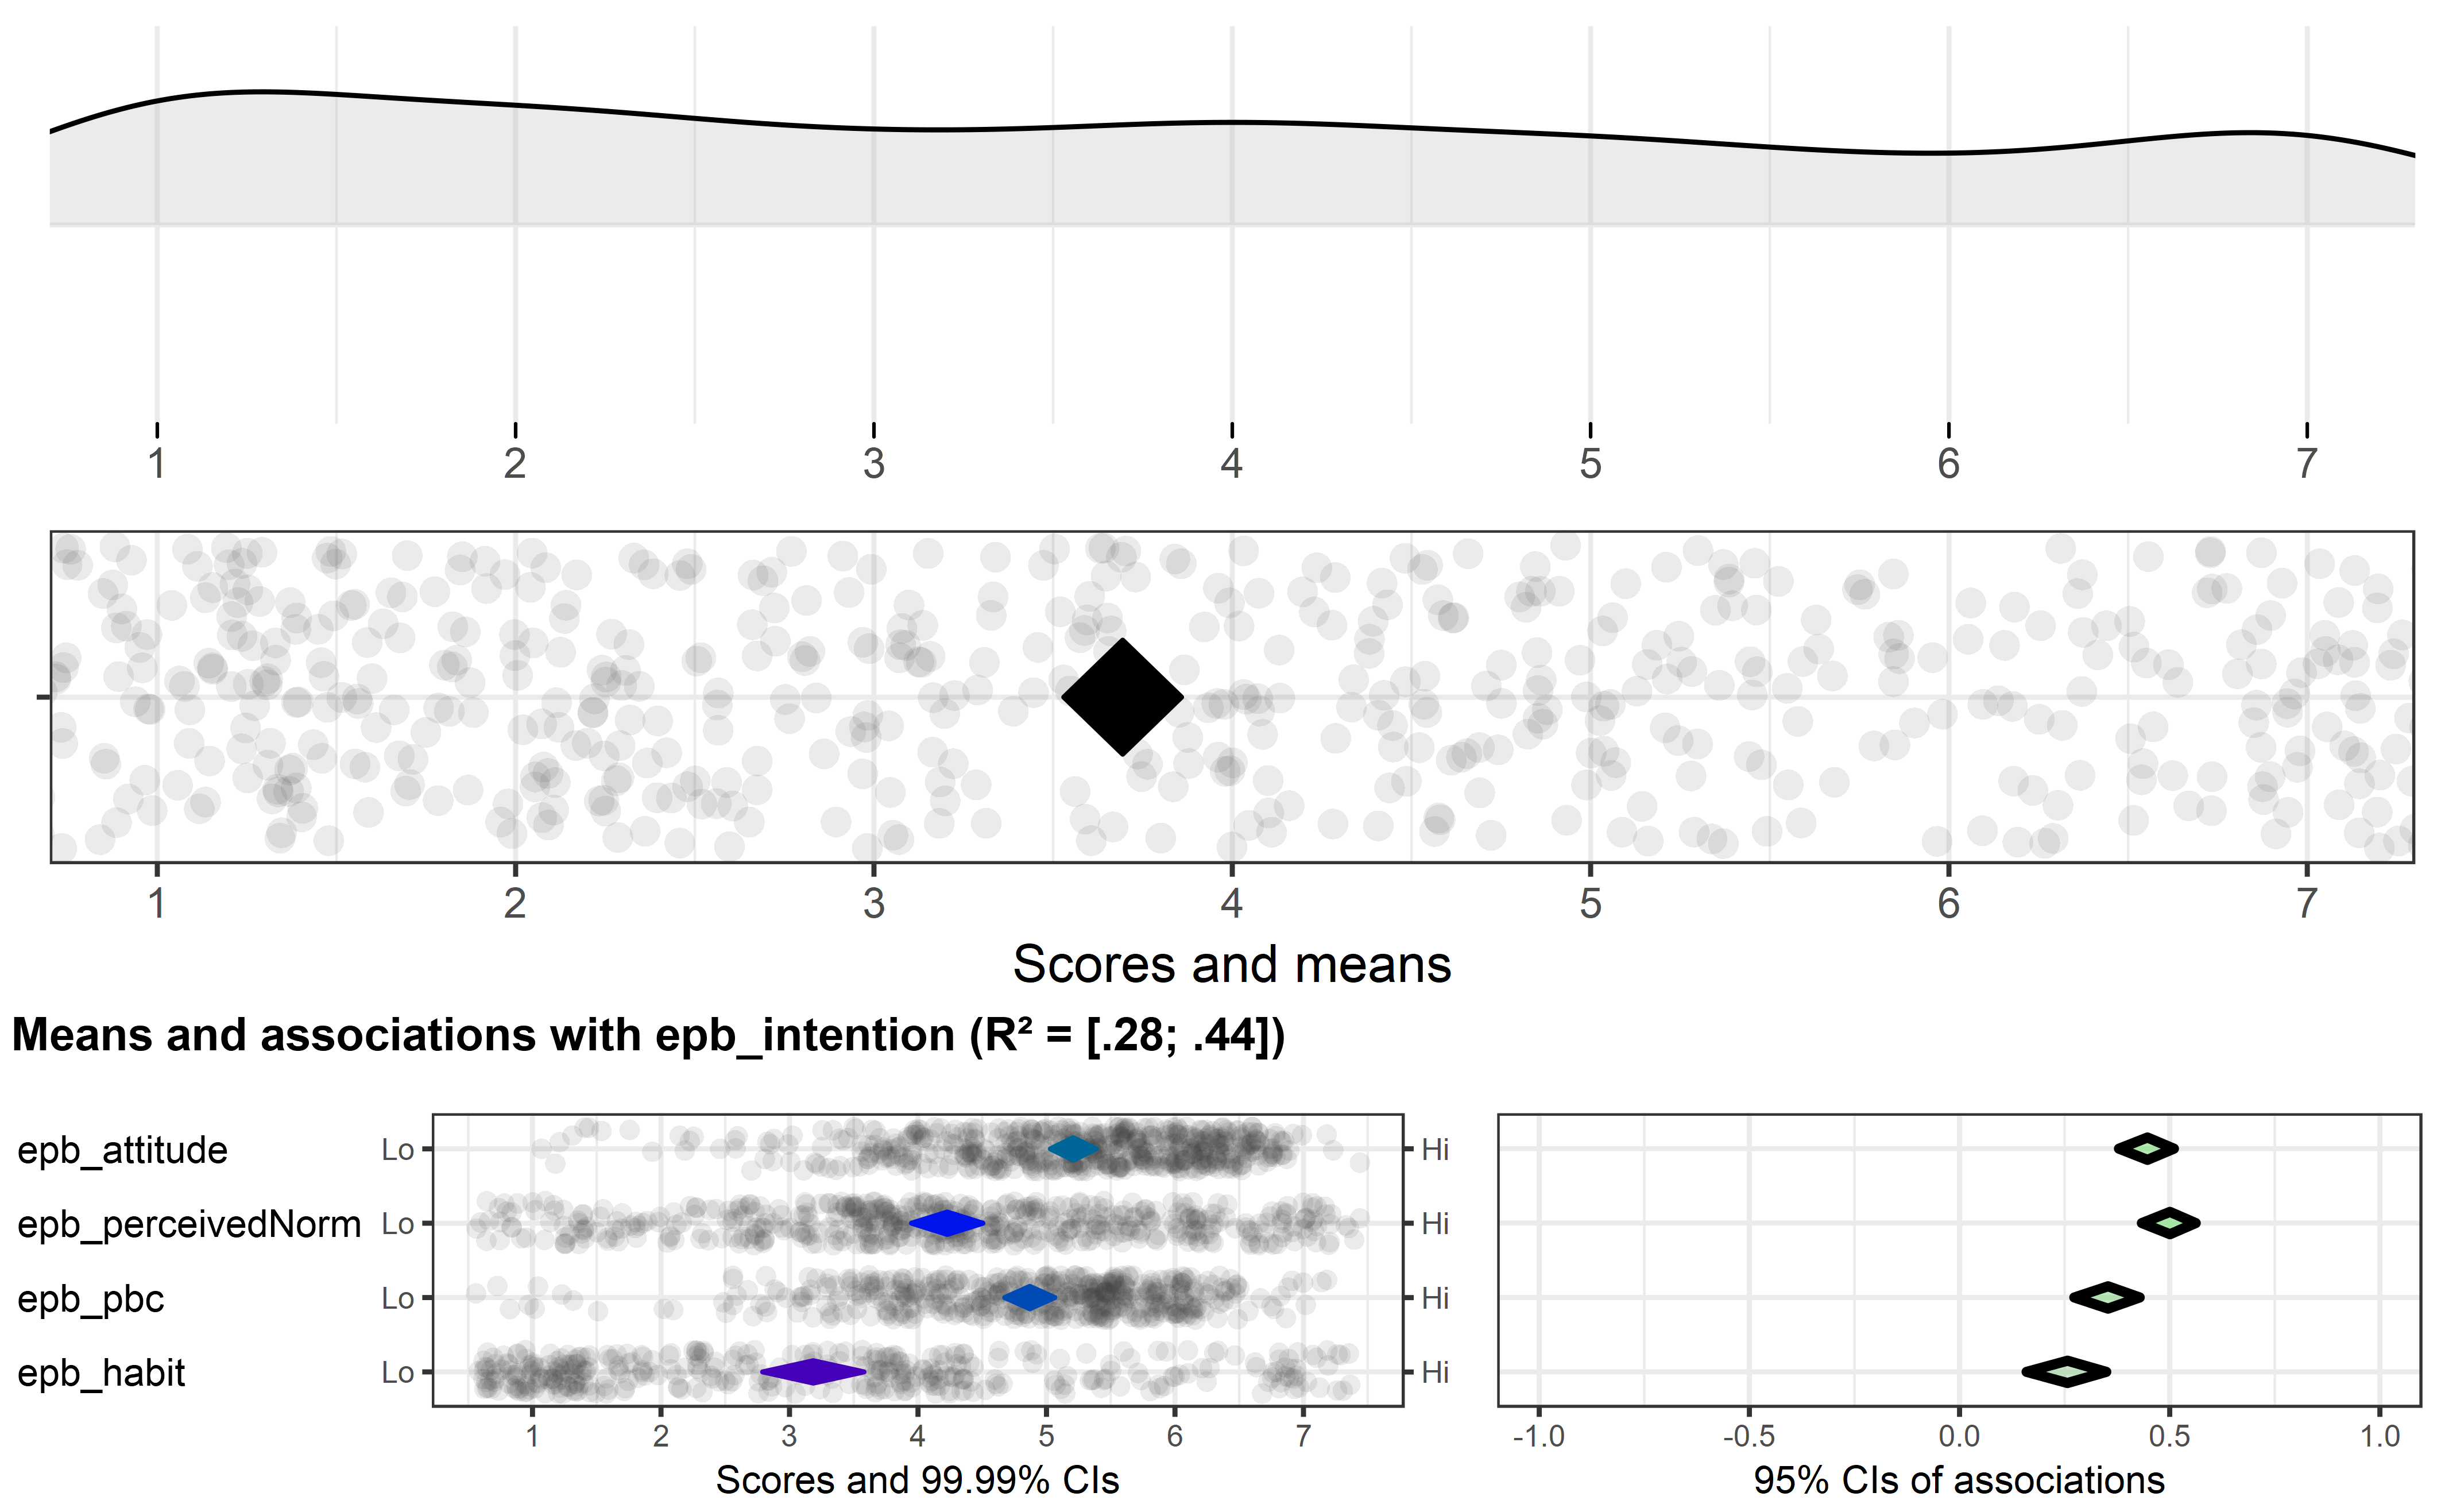 1 2 3 4 5 6 7
1 2 3 4 5 6 7
Scores and means
Means and associations with epb_intention (R² = [.28; .44])
epb_attitude Lo Hi
epb_perceivedNorm Lo Hi
epb_pbc Lo Hi
epb_habit Lo Hi
1 2 3 4 5 6 7 -1.0 -0.5 0.0 0.5 1.0
Scores and 99.99% CIs 95% CIs of associations